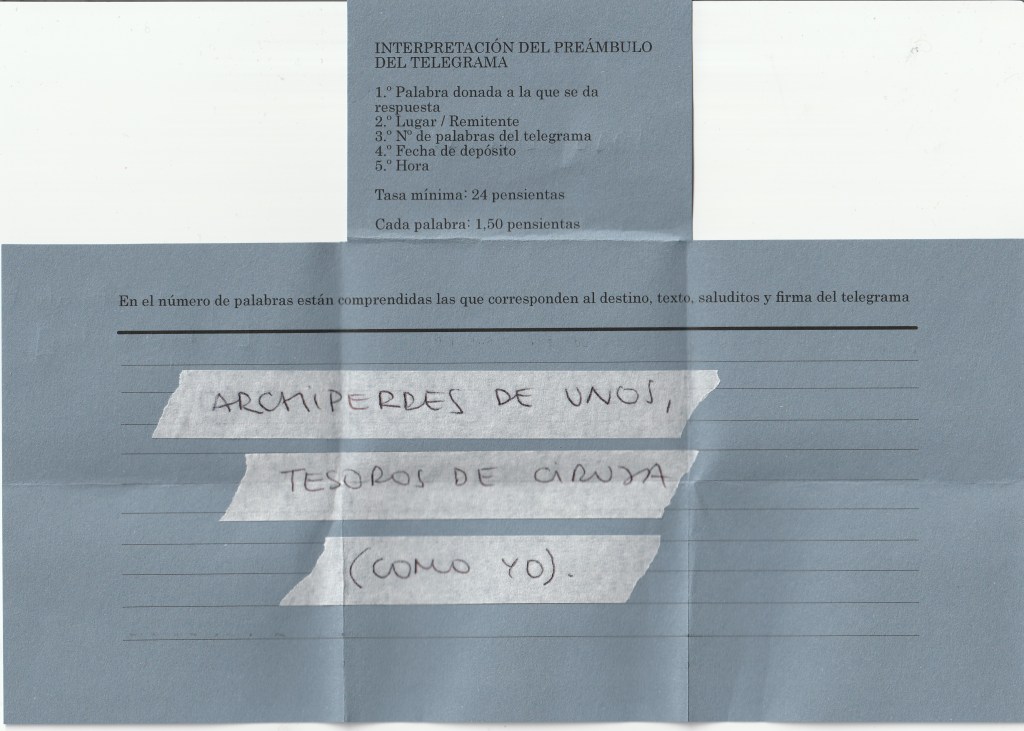 INTERPRETACIÓN DEL PREÁMBULO
DEL TELEGRAMA
1.º Palabra donada a la que se da
respuesta
2.º Lugar / Remitente
3.º Nº de palabras del telegrama
4.º Fecha de depósito
5.º Hora
Tasa mínima: 24 pensientas
Cada palabra: 1,50 pensientas
En el número de palabras están comprendidas las que corresponden al destino, texto, saluditos y firma del telegrama
ARCHIPERRES DE UNOS,
TESOROS DE CIRUJA
(COMO YO).